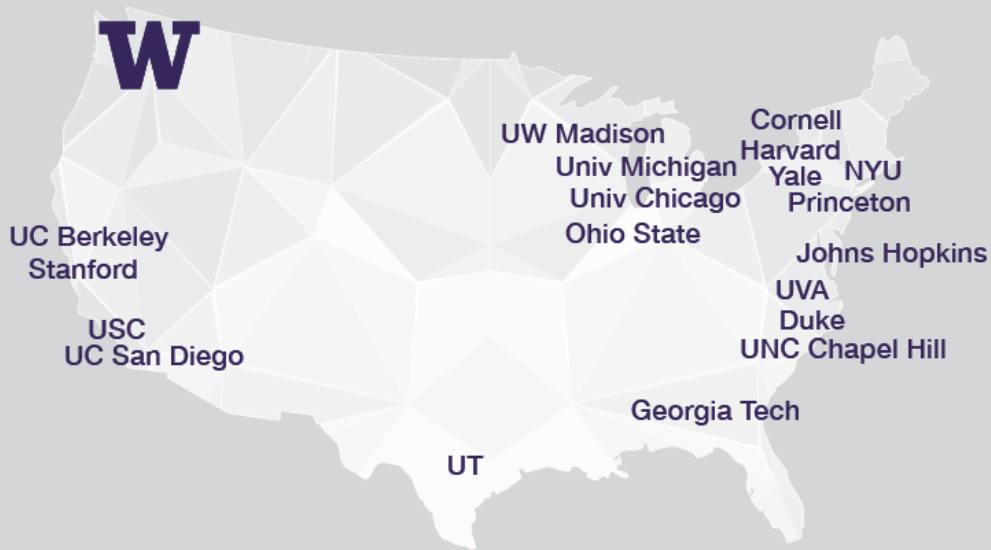 W
UW Madison
Univ Michigan
Univ Chicago
Ohio State
Cornell
Harvard
Yale
NYU
Princeton
Johns Hopkins
UVA
Duke
UNC Chapel Hill
UC Berkeley
Stanford
USC
UC San Diego
Georgia Tech
UT